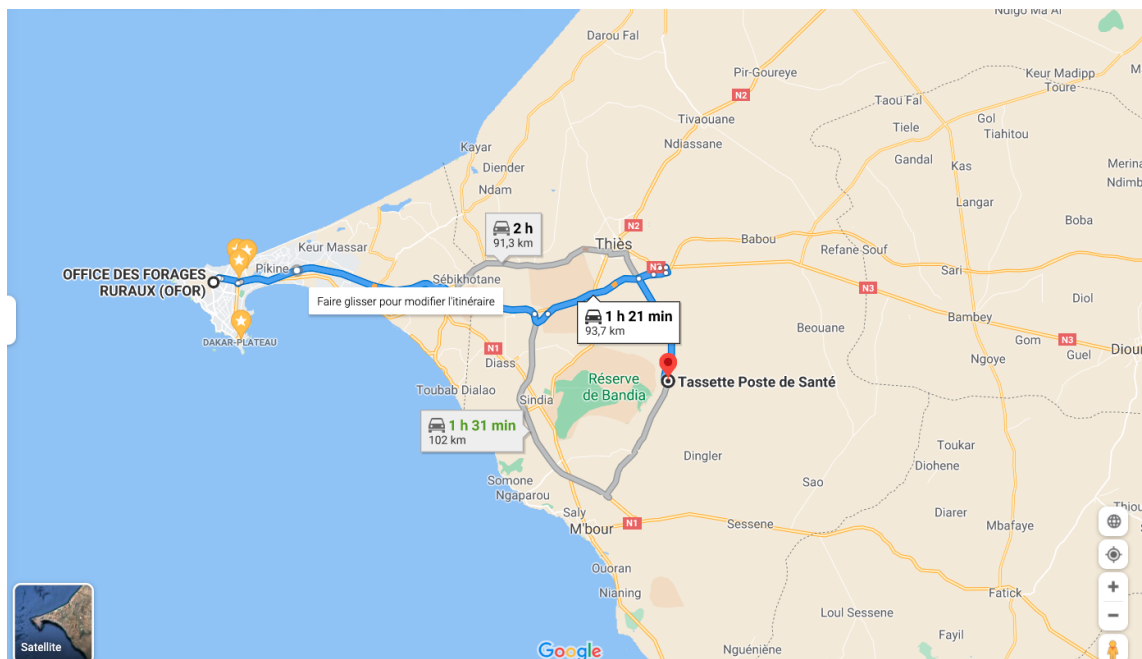 Ndigo Ma Al
Darou Fal
Pir-Goureye
Keur Madipp
Toure
N2
Taou Fal
Tivaouane
Gol
Tiahitou
Tiele
Kayar
Ndiassane
Diender
Gandal
Kas
Merina
Ndimb
Ndam
Langar
2 h
91,3 km
N2
Boba
Thiès
Babou
Keur Massar
Refane Souf
OFFICE DES FORAGES
RURAUX (OFOR)
Pikine
Sébikhotane
Sari
N3
Faire glisser pour modifier l'itinéraire
Diol
1 h 21 min
93,7 km
Bambey
Beouane
DAKAR-PLATEAU
N1
Gom
N3
Diass
Guel
Diour
Ngoye
Réserve
de Bandia
Tassette Poste de Santé
Toubab Dialao
Sindia
1 h 31 min
102 km
Toukar
Dingler
Diohene
Somone
Sao
Ngaparou
Saly
Diarer
Thiou
N1
Sessene
Mbafaye
M'bour
Ouoran
Nianing
Fatick
Loul Sessene
Satellite
Fayil
Google
Nguéniène